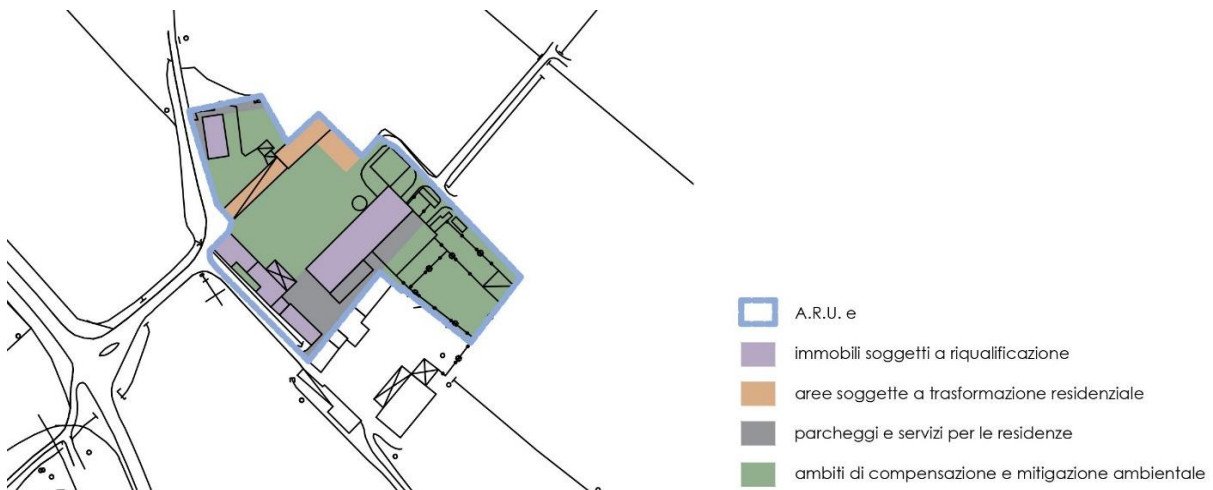 A.R.U. e
immobili soggetti a riqualificazione
aree soggette a trasformazione residenziale
parcheggi e servizi per le residenze
ambiti di compensazione e mitigazione ambientale